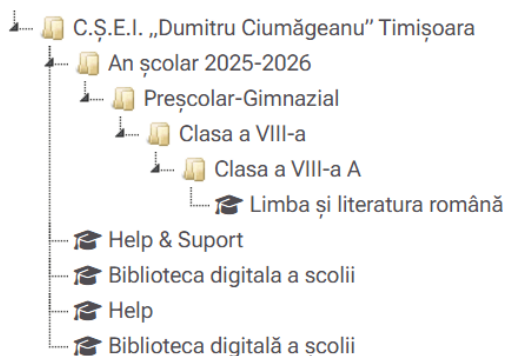 C.Ș.E.I. „Dumitru Ciumăgeanu” Timișoara
An școlar 2025-2026
Preșcolar-Gimnazial
Clasa a VIII-a
Clasa a VIII-a A
Limba și literatura română
Help & Suport
Biblioteca digitala a scolii
Help
Biblioteca digitală a școlii